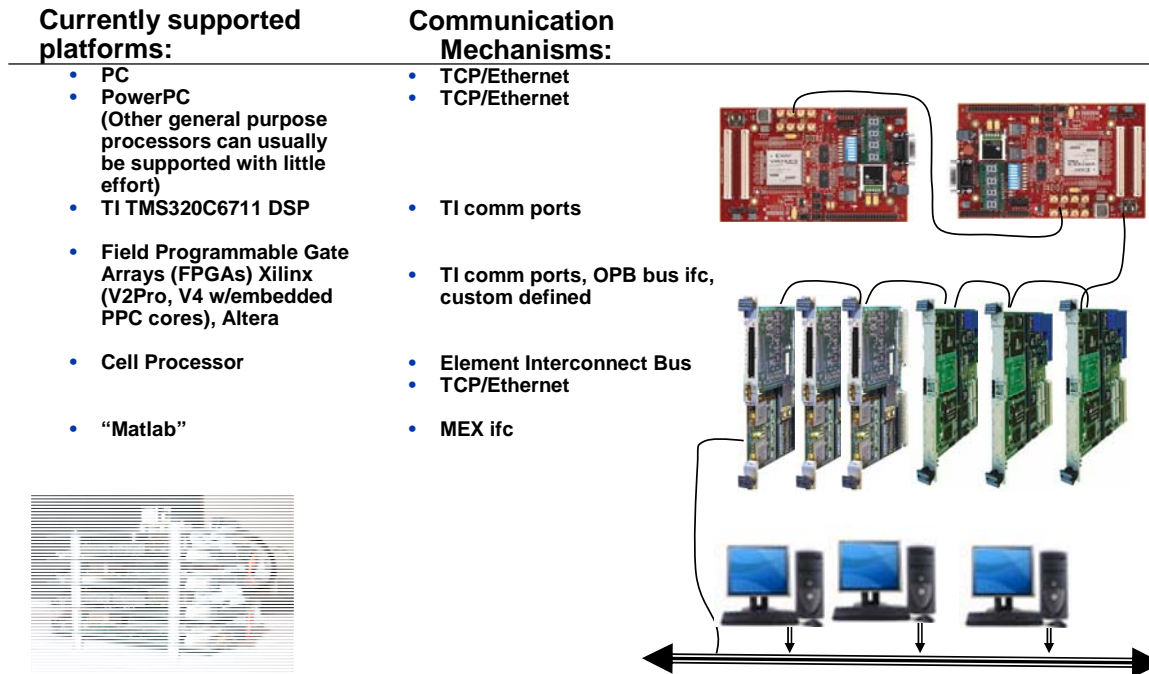 Currently supported
platforms:
• PC
• PowerPC
(Other general purpose
processors can usually
be supported with little
effort)
• TI TMS320C6711 DSP
• Field Programmable Gate
Arrays (FPGAs) Xilinx
(V2Pro, V4 w/embedded
PPC cores), Altera
• Cell Processor
• “Matlab”
Communication
Mechanisms:
• TCP/Ethernet
• TCP/Ethernet
• TI comm ports
• TI comm ports, OPB bus ifc,
custom defined
• Element Interconnect Bus
• TCP/Ethernet
• MEX ifc